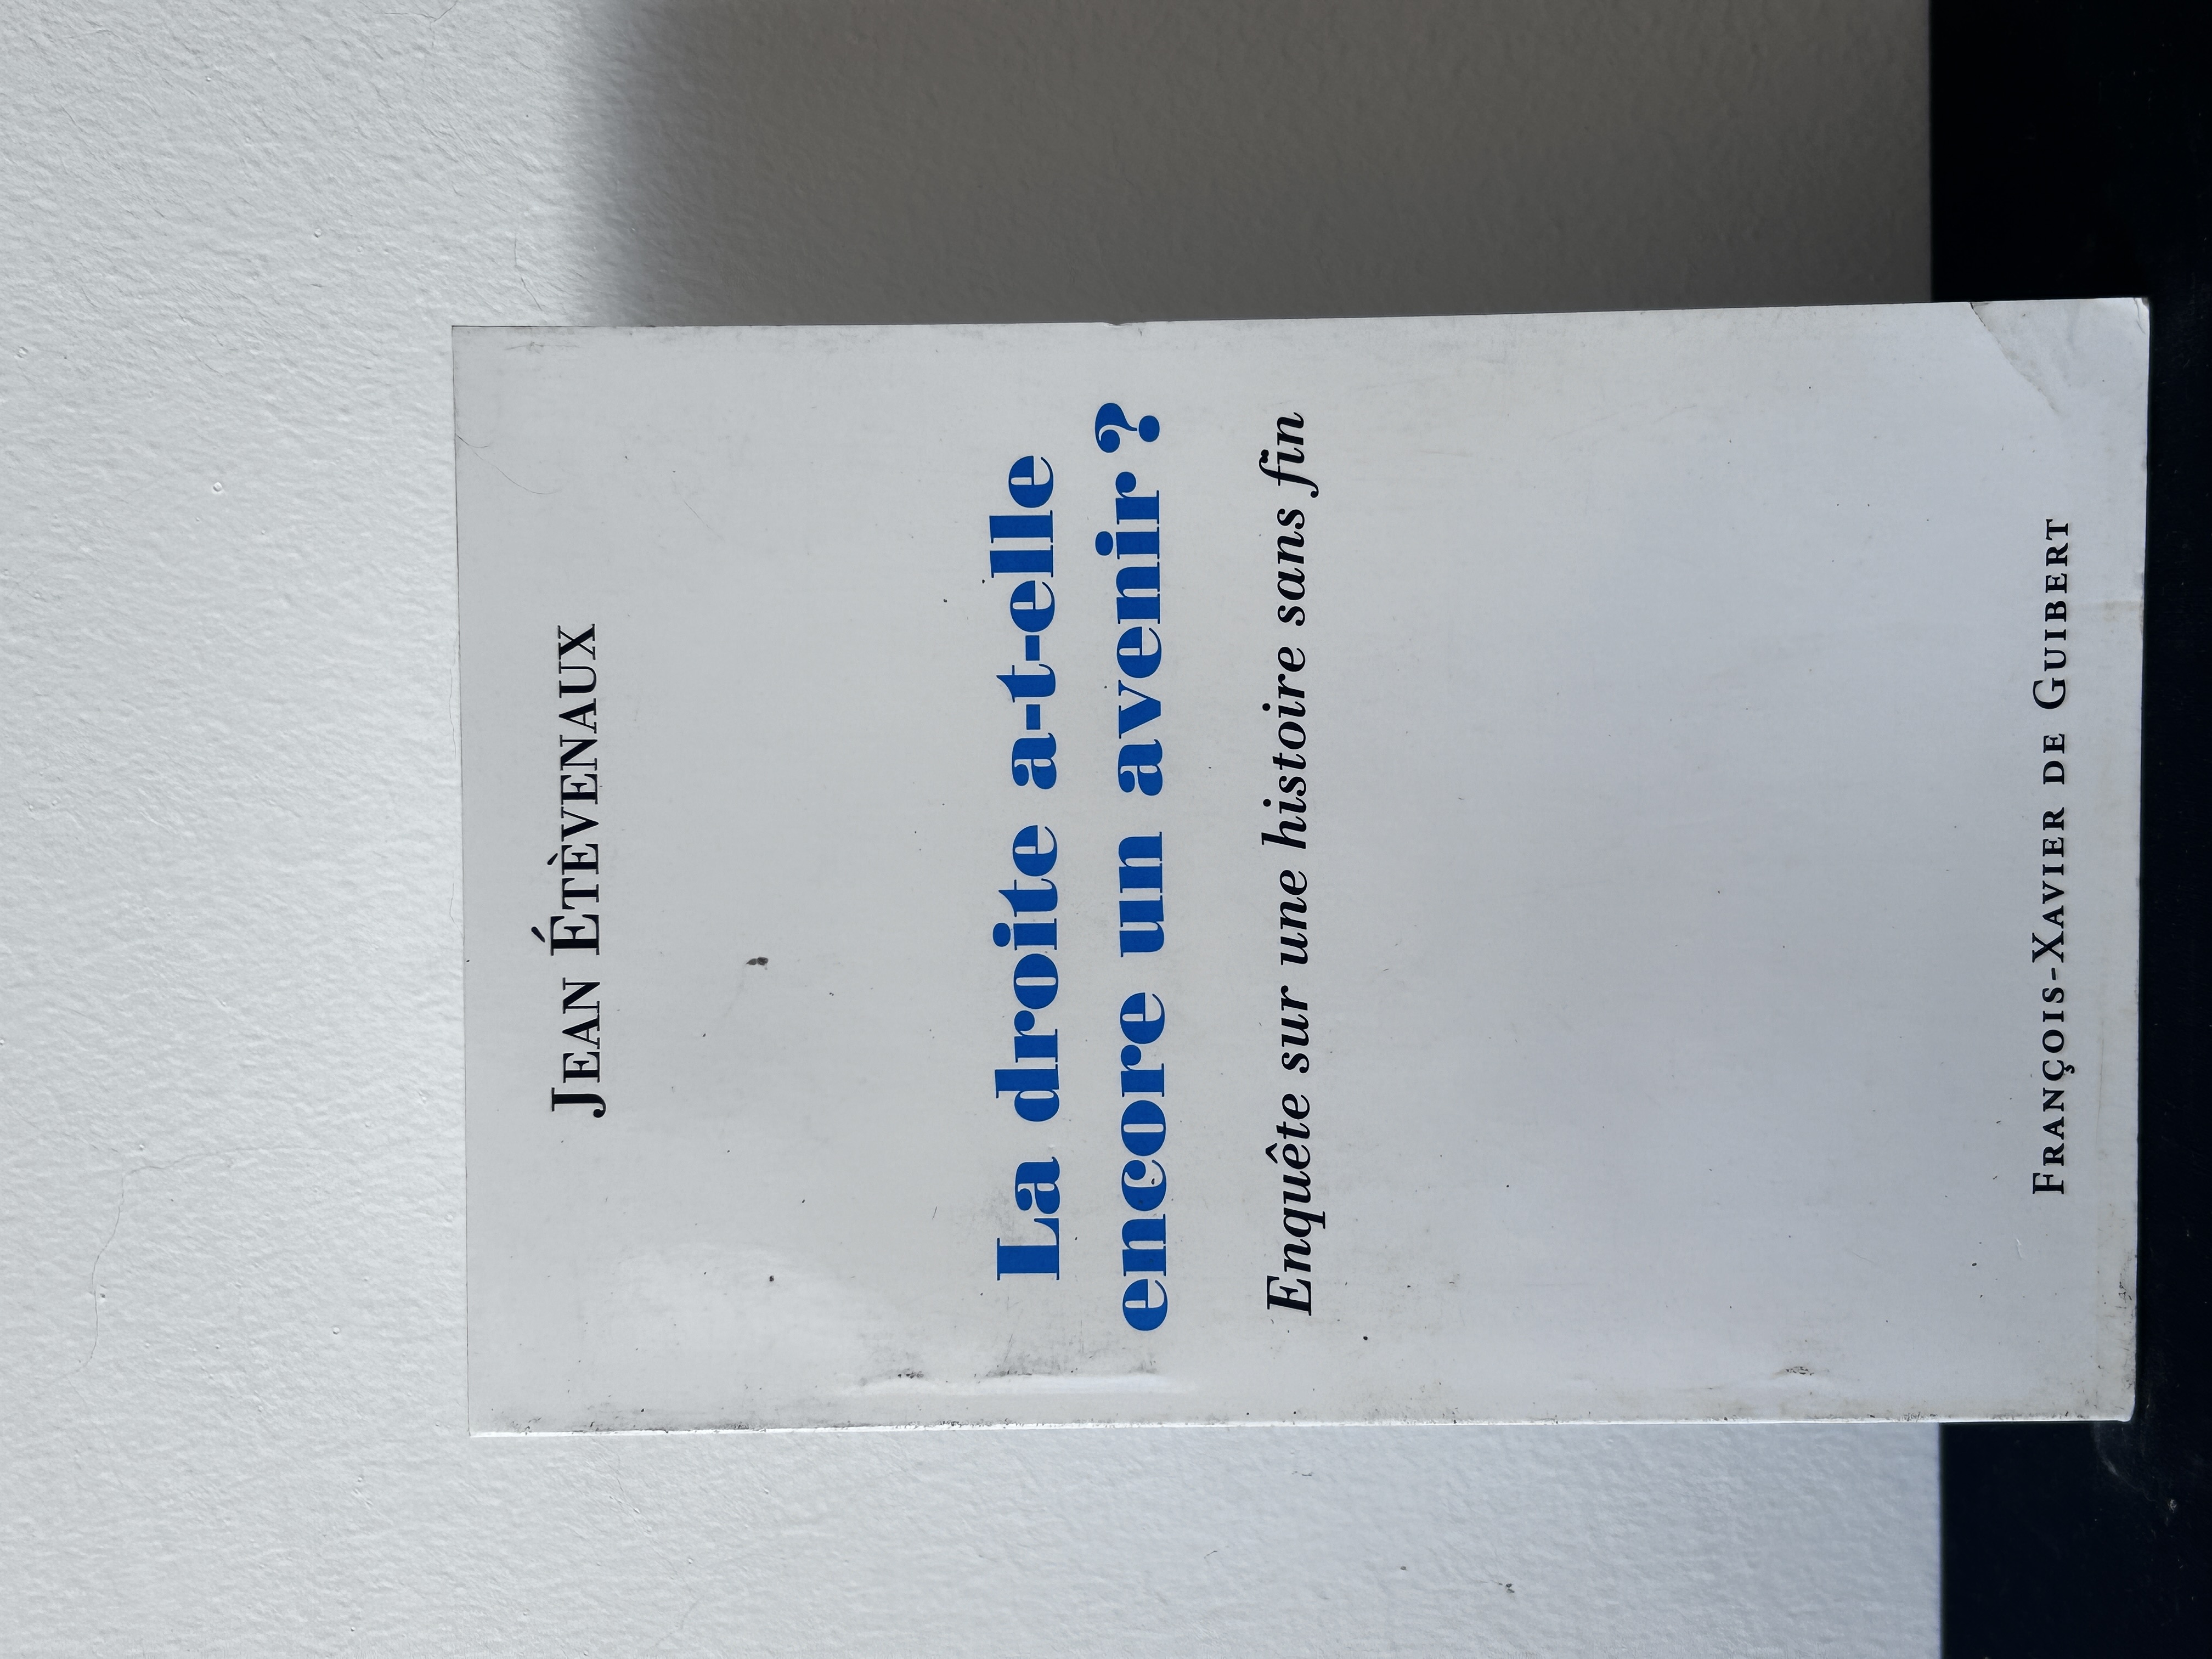 JEAN ÉTÈVENAUX
La droite a-t-elle
encore un avenir ?
Enquête sur une histoire sans fin
FRANÇOIS-XAVIER DE GUIBERT